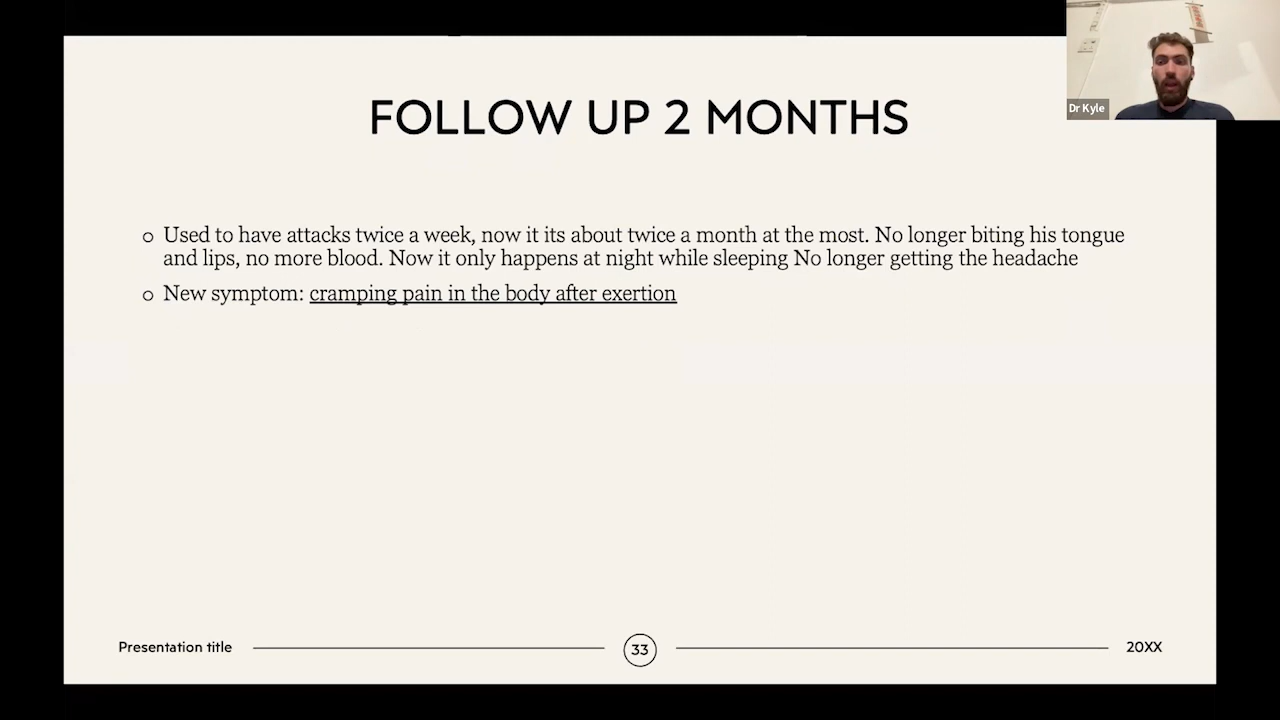 Dr Kyle
FOLLOW UP 2 MONTHS
Used to have attacks twice a week, now it its about twice a month at the most. No longer biting his tongue
and lips, no more blood. Now it only happens at night while sleeping No longer getting the headache
New symptom: cramping pain in the body after exertion
Presentation title
33
20XX